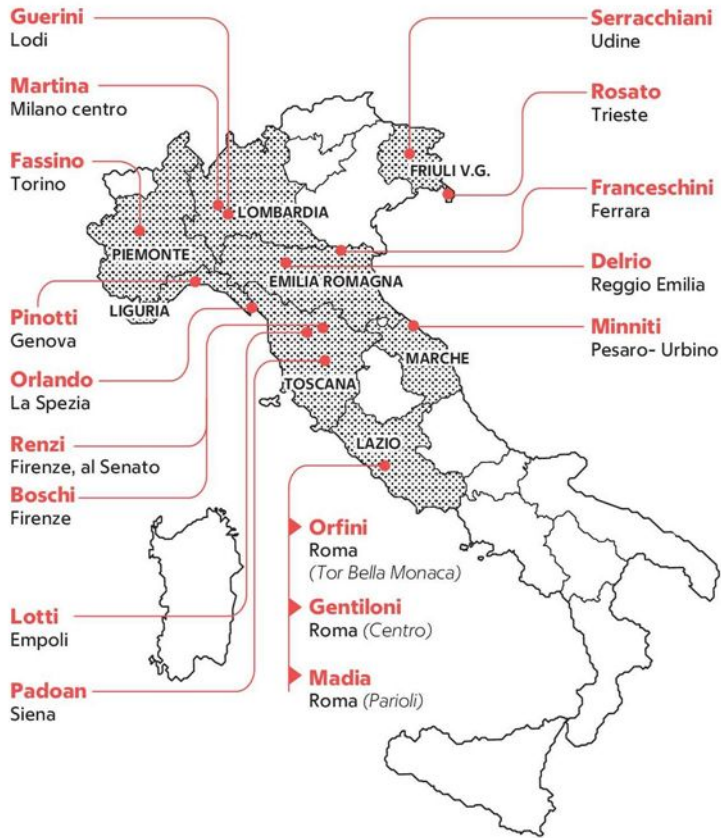 Guerini
Lodi
Martina
Milano centro
Fassino
Torino
Pinotti
Genova
Orlando
La Spezia
Renzi
Firenze, al Senato
Boschi
Firenze
Lotti
Empoli
Padoan
Siena
Serracchiani
Udine
Rosato
Trieste
Franceschini
Ferrara
Delrio
Reggio Emilia
Minniti
Pesaro- Urbino
FRIULI V.G.
LOMBARDIA
PIEMONTE
EMILIA ROMAGNA
LIGURIA
MARCHE
TOSCANA
LAZIO
Orfini
Roma
(Tor Bella Monaca)
Gentiloni
Roma (Centro)
Madia
Roma (Parioli)